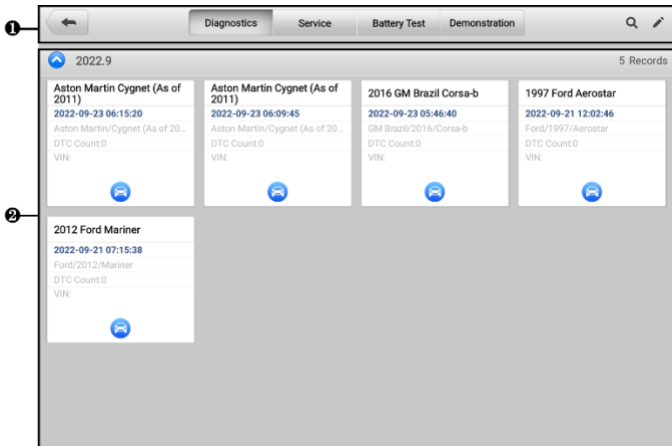 ❶
Diagnostics Service Battery Test Demonstration
2022.9 5 Records
Aston Martin Cygnet (As of 2011)
2022-09-23 06:15:20
Aston Martin/Cygnet (As of 20...
DTC Count:0
VIN:
Aston Martin Cygnet (As of 2011)
2022-09-23 06:09:45
Aston Martin/Cygnet (As of 20...
DTC Count:0
VIN:
2016 GM Brazil Corsa-b
2022-09-23 05:46:40
GM Brazil/2016/Corsa-b
DTC Count:0
VIN:
1997 Ford Aerostar
2022-09-21 12:02:46
Ford/1997/Aerostar
DTC Count:0
VIN:
❷
2012 Ford Mariner
2022-09-21 07:15:38
Ford/2012/Mariner
DTC Count:0
VIN: